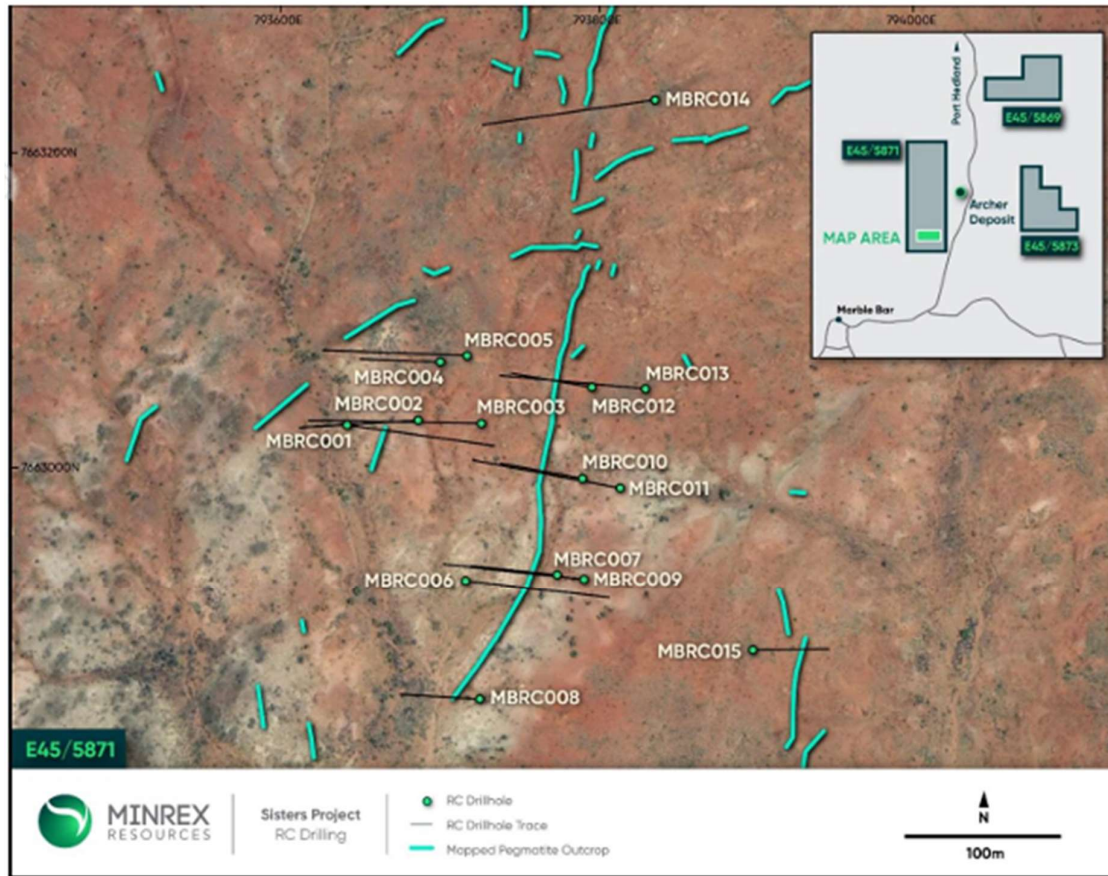 793600E
793800E
794000E
7663200N
7663000N
MBRC014
MBRC005
MBRC004
MBRC013
MBRC012
MBRC002
MBRC003
MBRC001
MBRC010
MBRC011
MBRC007
MBRC009
MBRC006
MBRC015
MBRC008
Port Hedland
E45/5869
E45/5871
Archer
Deposit
E45/5873
MAP AREA
Marble Bar
E45/5871
MINREX
RESOURCES
Sisters Project
RC Drilling
RC Drillhole
RC Drillhole Trace
Mapped Pegmatite Outcrop
N
100m